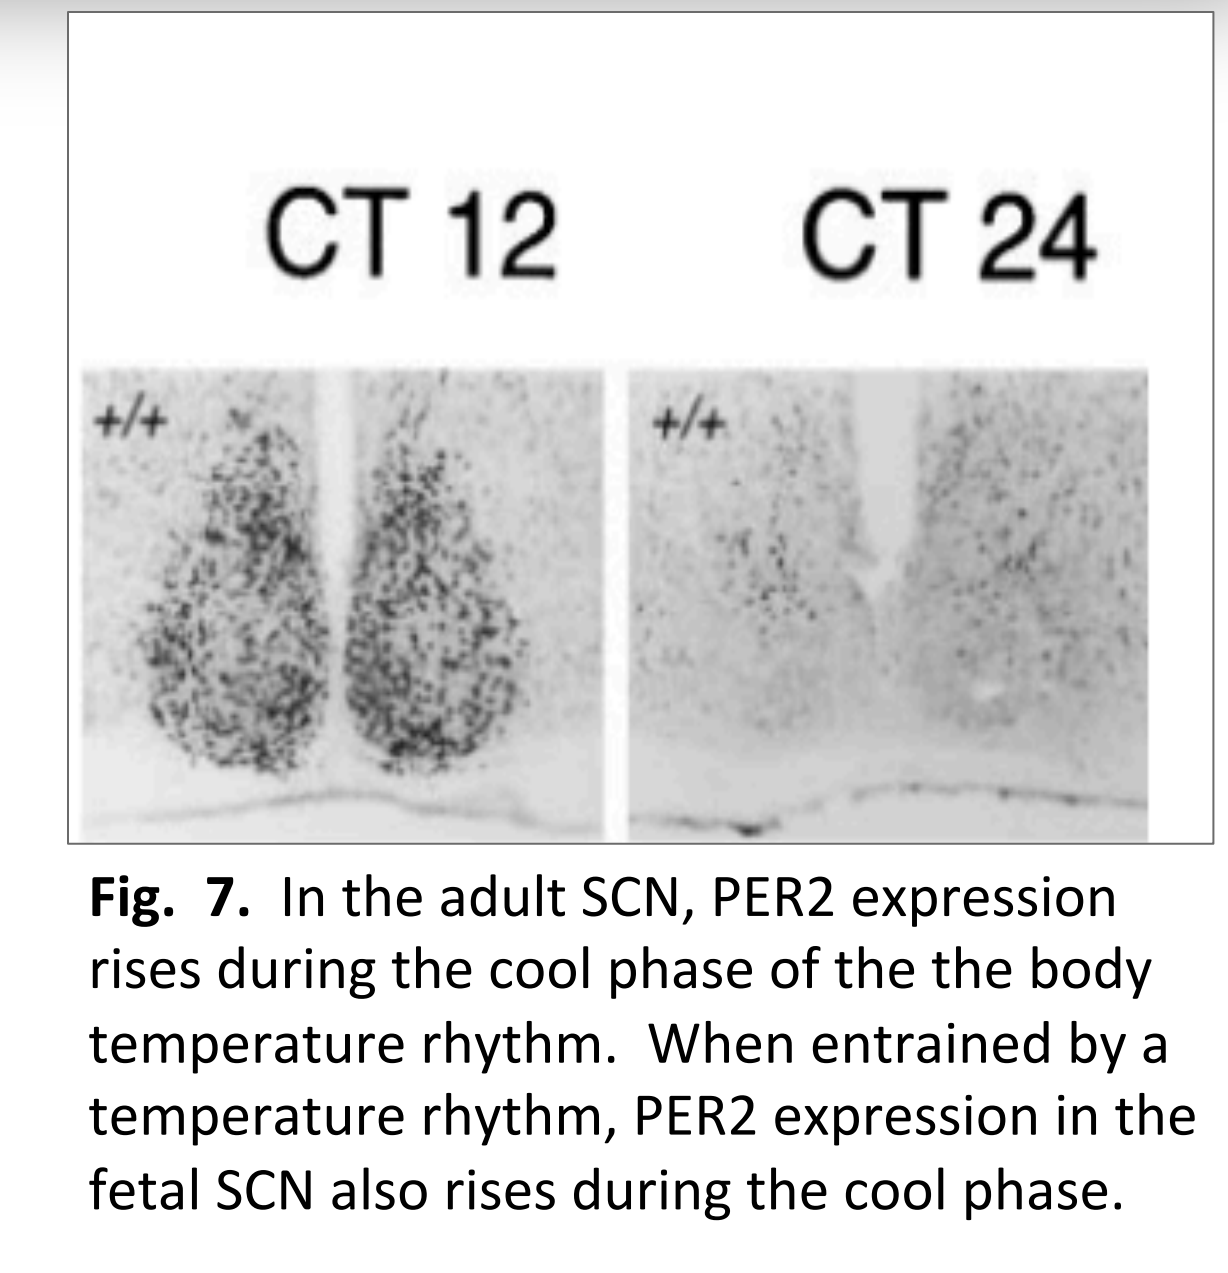 CT 12 CT 24
+/+ +/+
Fig. 7. In the adult SCN, PER2 expression
rises during the cool phase of the the body
temperature rhythm. When entrained by a
temperature rhythm, PER2 expression in the
fetal SCN also rises during the cool phase.